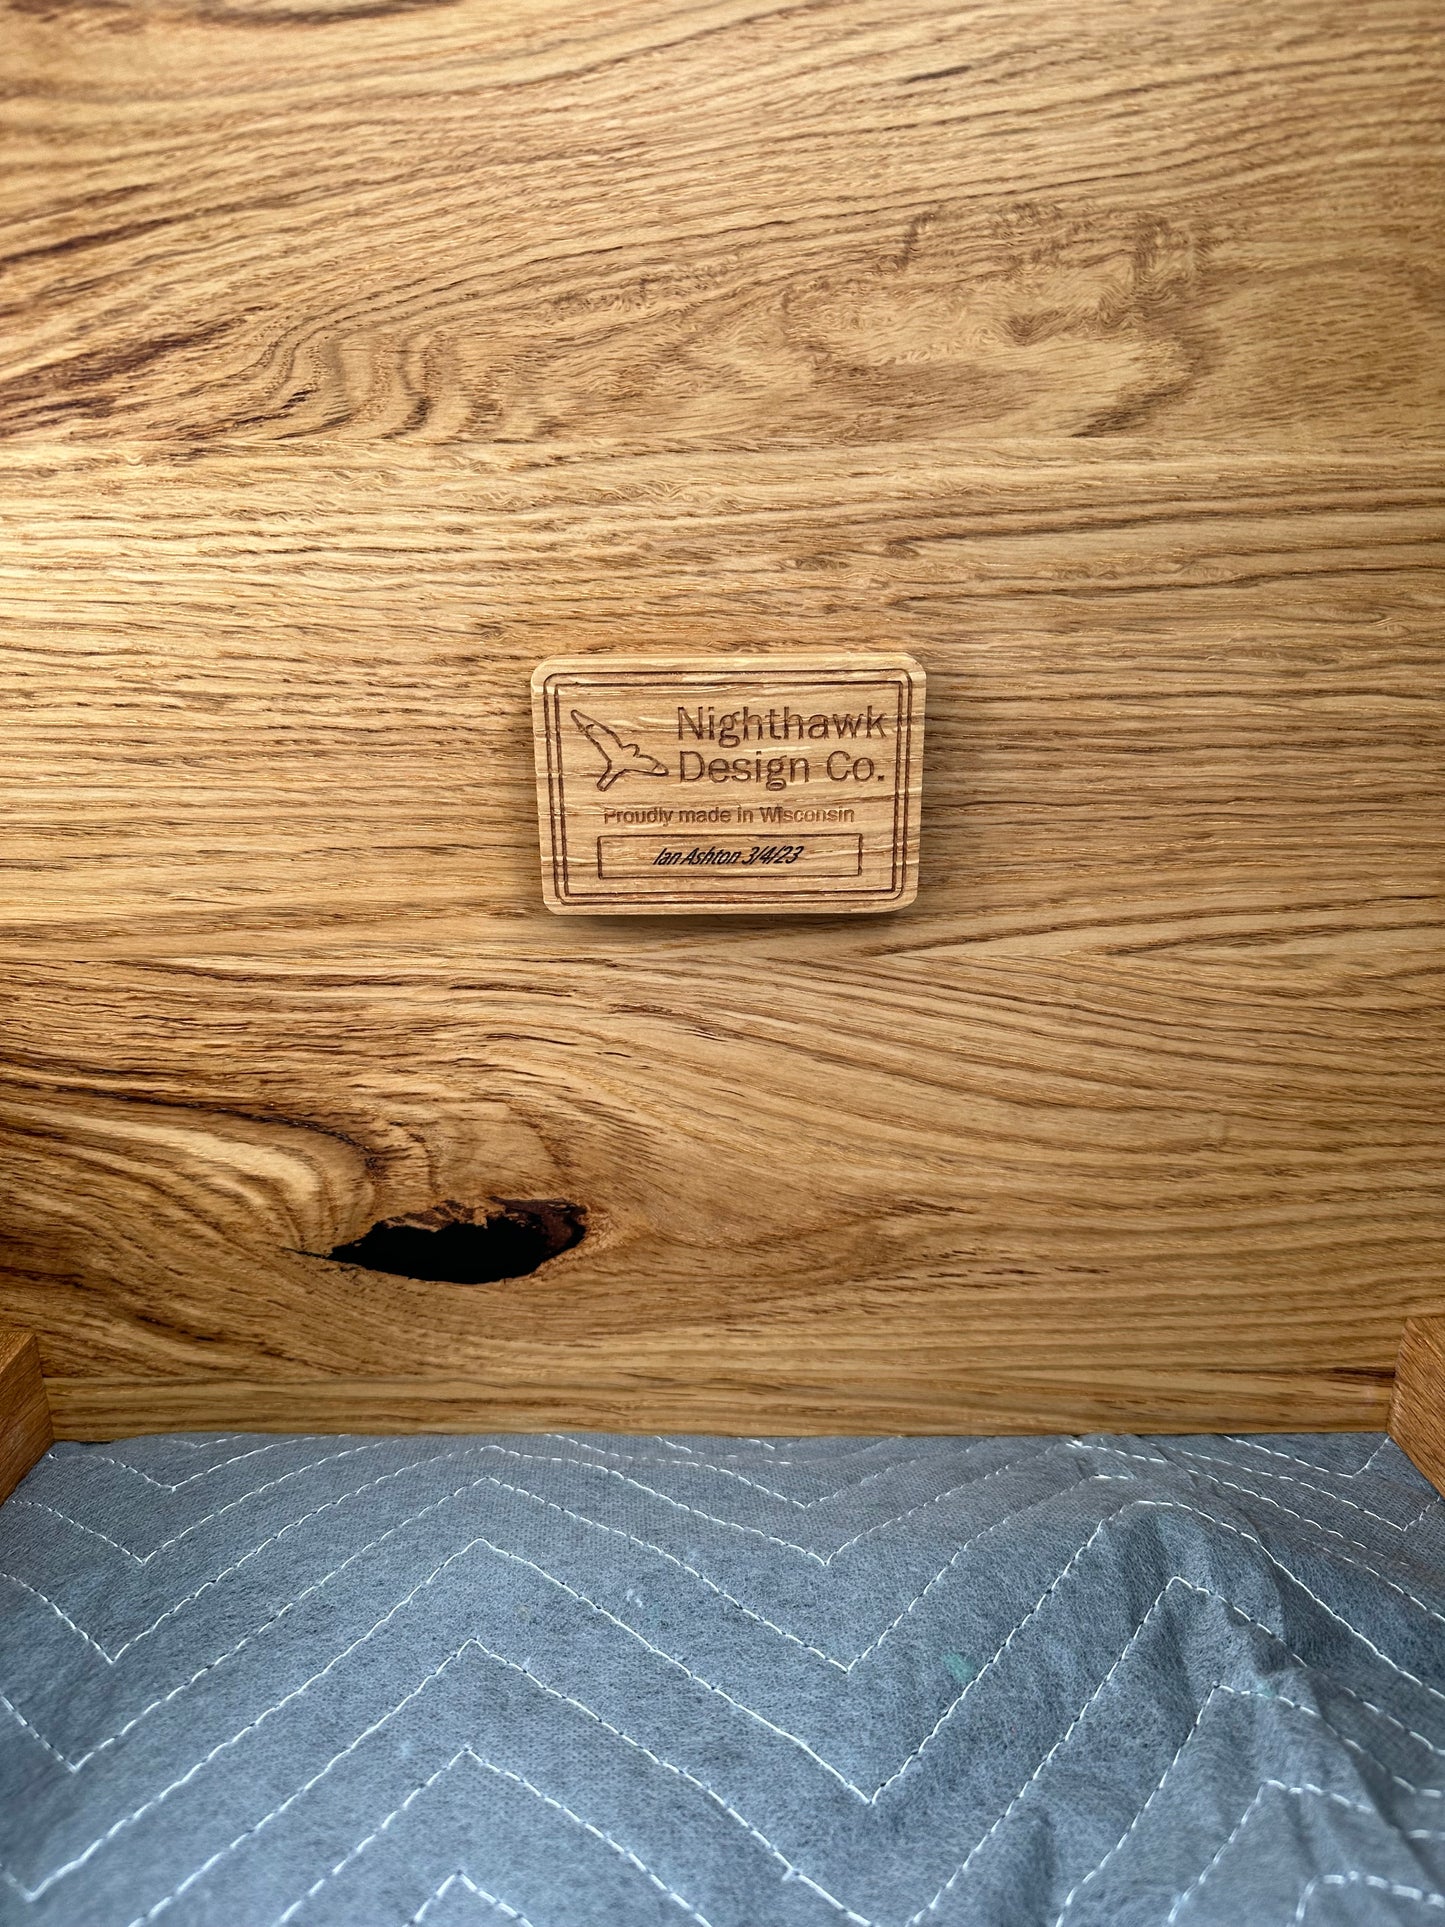 Nighthawk
Design Co.
Proudly made in Wisconsin
Ian Ashton 3/4/23